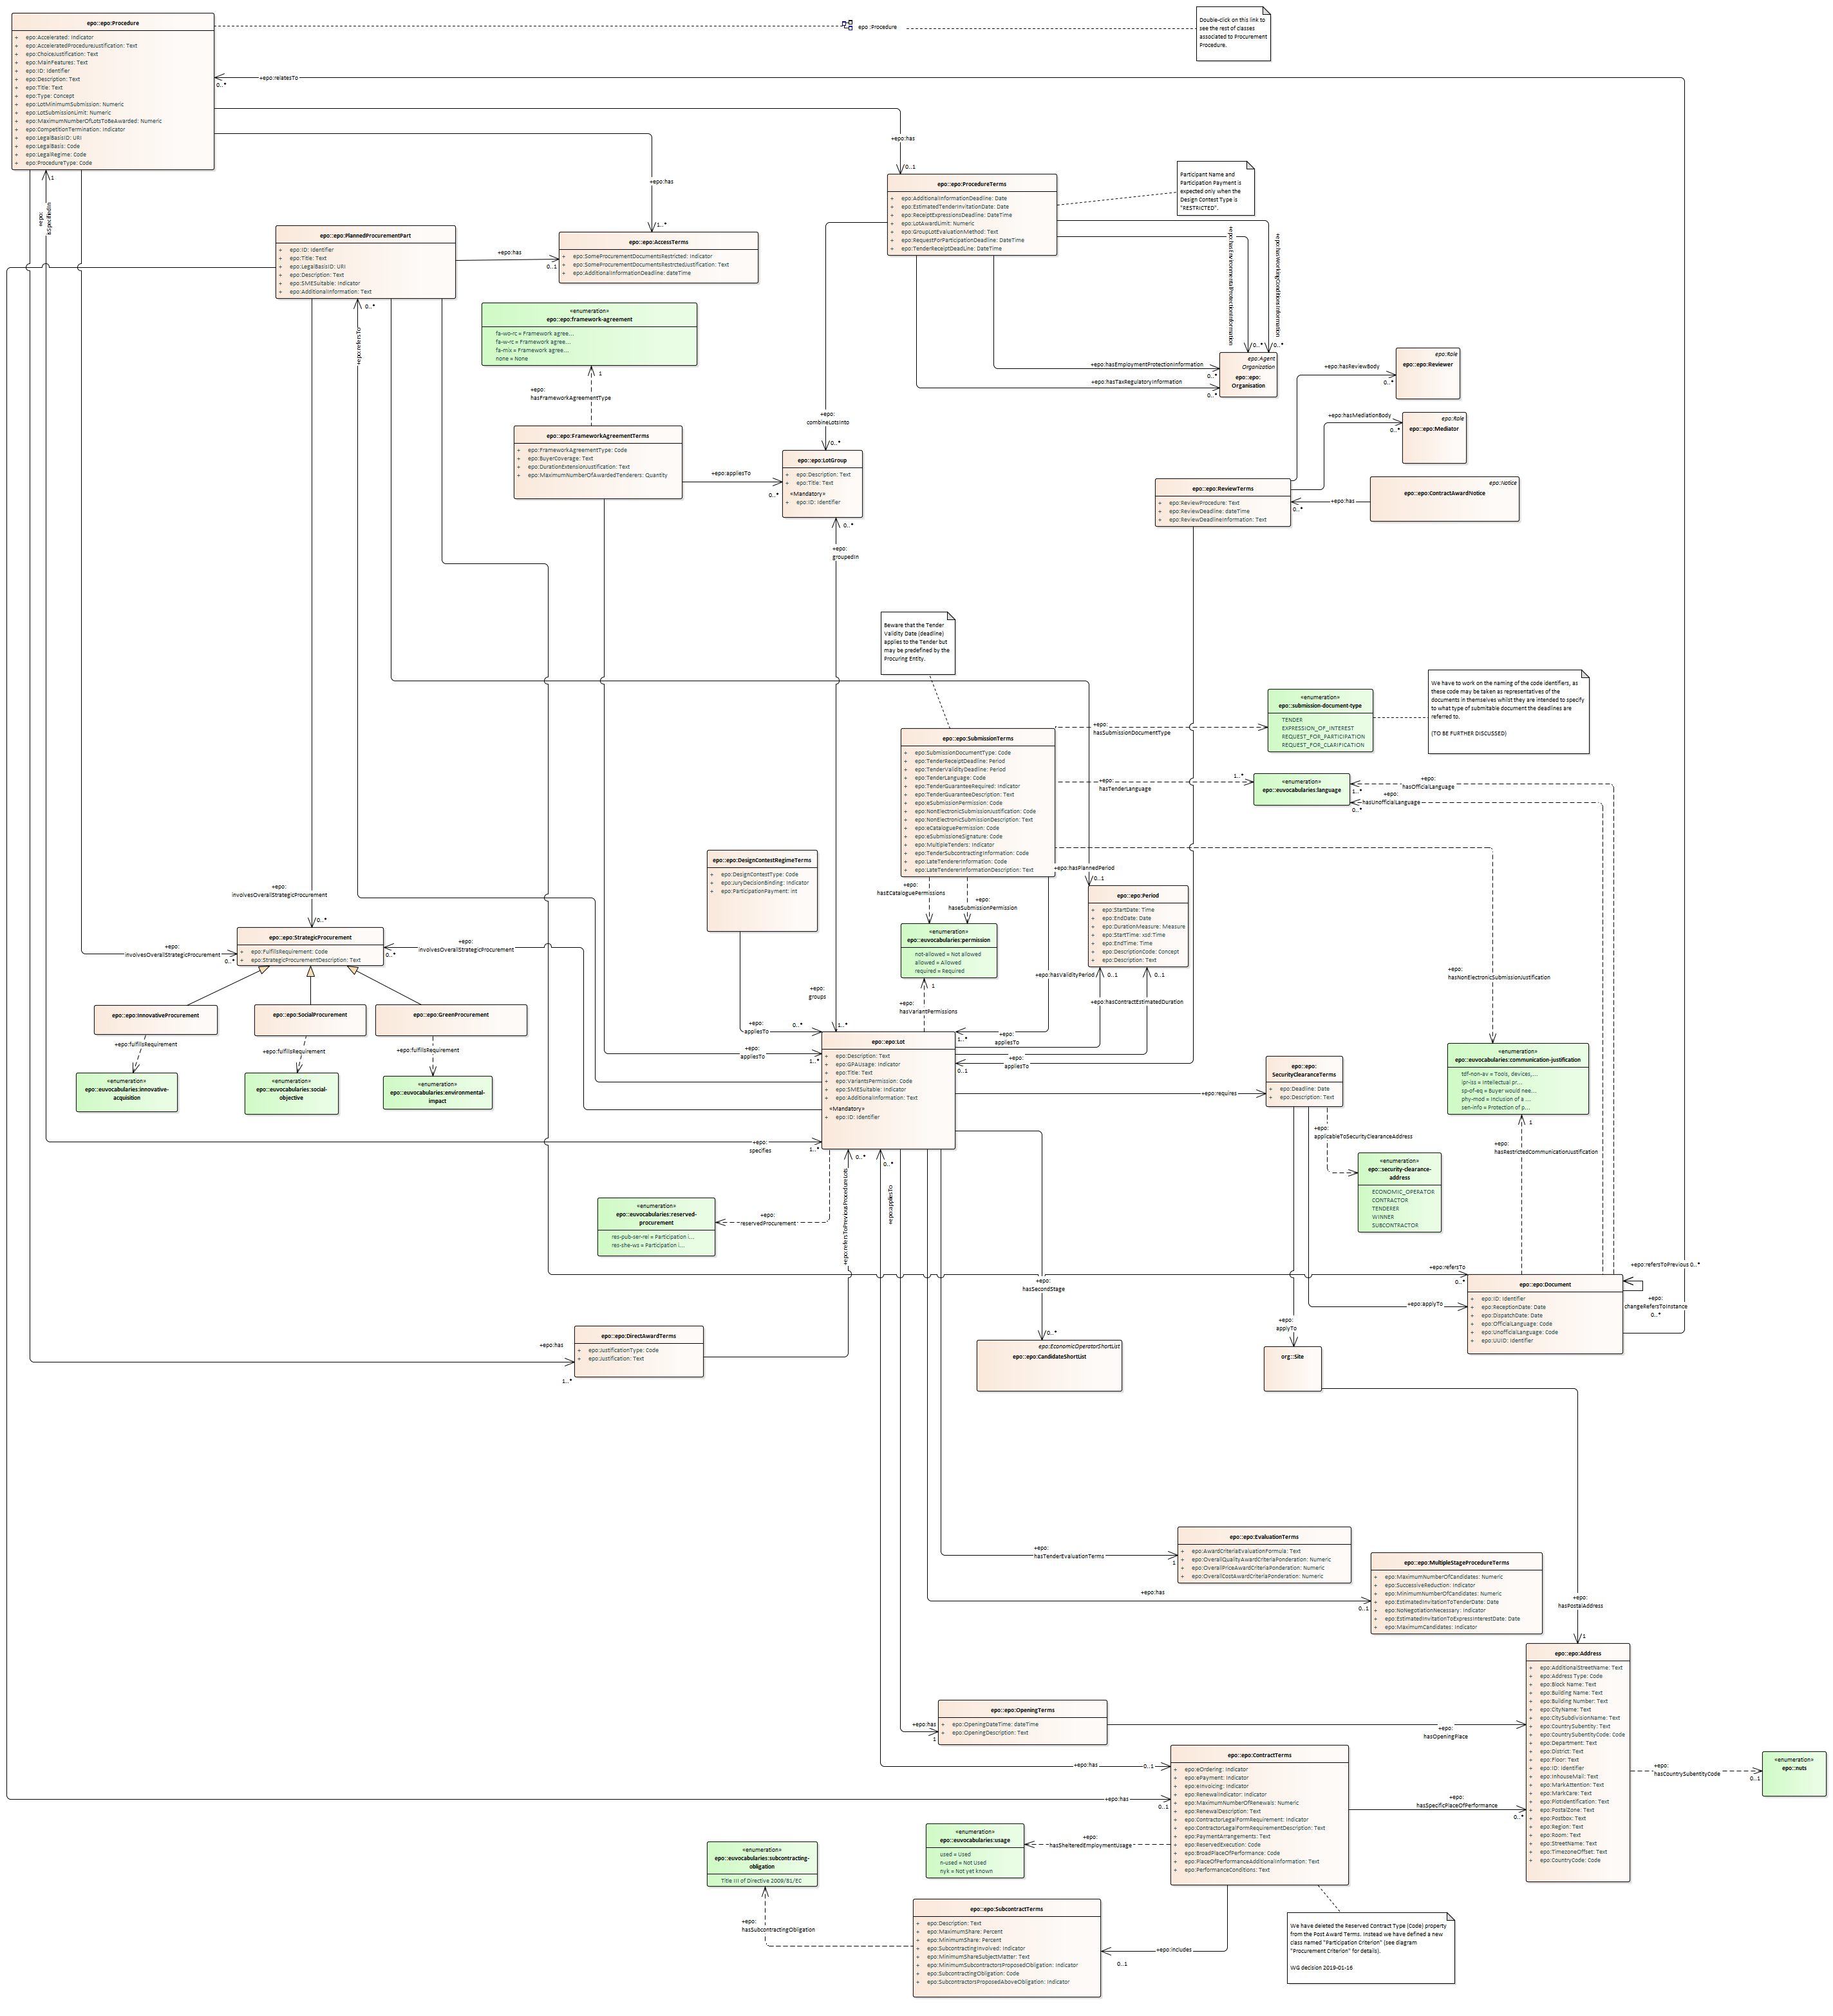 epo::epo:Procedure
+ epo:Accelerated: Indicator
+ epo:AcceleratedProcedureJustification: Text
+ epo:ChoiceJustification: Text
+ epo:MainFeatures: Text
+ epo:ID: Identifier
+ epo:Description: Text
+ epo:Title: Text
+ epo:Type: Concept
+ epo:LotMinimumSubmission: Numeric
+ epo:LotSubmissionLimit: Numeric
+ epo:MaximumNumberOfLotsToBeAwarded: Numeric
+ epo:CompetitionTermination: Indicator
+ epo:LegalBasisID: URI
+ epo:LegalBasis: Code
+ epo:LegalRegime: Code
+ epo:ProcedureType: Code
epo :Procedure
Double-click on this link to
see the rest of classes
associated to Procurement
Procedure.
+epo:relatesTo
0..*
+epo:has
0..1
+epo:has
1..*
1
+epo:
isSpecifiedIn
epo::epo:ProcedureTerms
+ epo:AdditionalInformationDeadline: Date
+ epo:EstimatedTenderInvitationDate: Date
+ epo:ReceiptExpressionsDeadline: DateTime
+ epo:LotAwardLimit: Numeric
+ epo:GroupLotEvaluationMethod: Text
+ epo:RequestForParticipationDeadline: DateTime
+ epo:TenderReceiptDeadLine: DateTime
Participant Name and
Participation Payment is
expected only when the
Design Contest Type is
"RESTRICTED".
epo::epo:PlannedProcurementPart
+ epo:ID: Identifier
+ epo:Title: Text
+ epo:LegalBasisID: URI
+ epo:Description: Text
+ epo:SMESuitable: Indicator
+ epo:AdditionalInformation: Text
+epo:has
0..1
epo::epo:AccessTerms
+ epo:SomeProcurementDocumentsRestricted: Indicator
+ epo:SomeProcurementDocumentsRestrctedJustification: Text
+ epo:AdditionalInformationDeadline: dateTime
+epo:hasEnvironmentalProtectionInformation
0..*
+epo:hasWorkingConditionsInformation
0..*
0..*
+epo:refersTo
«enumeration»
epo::epo:framework-agreement
fa-wo-rc = Framework agree...
fa-w-rc = Framework agree...
fa-mix = Framework agree...
none = None
1
+epo:
hasFrameworkAgreementType
+epo:hasEmploymentProtectionInformation
0..*
+epo:hasTaxRegulatoryInformation
0..*
epo:Agent
Organization
epo::epo:
Organisation
+epo:hasReviewBody
0..*
epo:Role
epo::epo:Reviewer
+epo:hasMediationBody
0..*
epo:Role
epo::epo:Mediator
+epo:
combineLotsInto
0..*
epo::epo:FrameworkAgreementTerms
+ epo:FrameworkAgreementType: Code
+ epo:BuyerCoverage: Text
+ epo:DurationExtensionJustification: Text
+ epo:MaximumNumberOfAwardedTenderers: Quantity
+epo:appliesTo
0..*
epo::epo:LotGroup
+ epo:Description: Text
+ epo:Title: Text
«Mandatory»
+ epo:ID: Identifier
0..*
+epo:
groupedIn
epo::epo:ReviewTerms
+ epo:ReviewProcedure: Text
+ epo:ReviewDeadline: dateTime
+ epo:ReviewDeadlineInformation: Text
+epo:has
0..*
epo:Notice
epo::epo:ContractAwardNotice
Beware that the Tender
Validity Date (deadline)
applies to the Tender but
may be predefined by the
Procuring Entity.
«enumeration»
epo::epo:submission-document-type
TENDER
EXPRESSION_OF_INTEREST
REQUEST_FOR_PARTICIPATION
REQUEST_FOR_CLARIFICATION
We have to work on the naming of the code identifiers, as
these code may be taken as representatives of the
documents in themselves whilst they are intended to specify
to what type of submitable document the deadlines are
referred to.
(TO BE FURTHER DISCUSSED)
epo::epo:SubmissionTerms
+ epo:SubmissionDocumentType: Code
+ epo:TenderReceiptDeadline: Period
+ epo:TenderValidityDeadline: Period
+ epo:TenderLanguage: Code
+ epo:TenderGuaranteeRequired: Indicator
+ epo:TenderGuaranteeDescription: Text
+ epo:eSubmissionPermission: Code
+ epo:NonElectronicSubmissionJustification: Code
+ epo:NonElectronicSubmissionDescription: Text
+ epo:eCataloguePermission: Code
+ epo:eSubmissioneSignature: Code
+ epo:MultipleTenders: Indicator
+ epo:TenderSubcontractingInformation: Code
+ epo:LateTendererInformation: Code
+ epo:LateTendererInformationDescription: Text
+epo:
hasSubmissionDocumentType
+epo:
hasTenderLanguage
1..*
«enumeration»
epo::euvocabularies:language
+epo:
hasOfficialLanguage
1..*
+epo:
hasUnofficialLanguage
0..*
epo::epo:DesignContestRegimeTerms
+ epo:DesignContestType: Code
+ epo:JuryDecisionBinding: Indicator
+ epo:ParticipationPayment: int
+epo:hasPlannedPeriod
0..1
+epo:
hasECataloguePermissions
+epo:
haseSubmissionPermission
epo::epo:Period
+ epo:StartDate: Time
+ epo:EndDate: Date
+ epo:DurationMeasure: Measure
+ epo:StartTime: xsd:Time
+ epo:EndTime: Time
+ epo:DescriptionCode: Concept
+ epo:Description: Text
«enumeration»
epo::euvocabularies:permission
not-allowed = Not allowed
allowed = Allowed
required = Required
+epo:
involvesOverallStrategicProcurement
0..*
epo::epo:StrategicProcurement
+ epo:FulfillsRequirement: Code
+ epo:StrategicProcurementDescription: Text
+epo:
involvesOverallStrategicProcurement
0..*
+epo:
involvesOverallStrategicProcurement
0..*
+epo:hasValidityPeriod
0..1
0..1
+epo:hasContractEstimatedDuration
+epo:
hasNonElectronicSubmissionJustification
1
+epo:
hasVariantPermissions
+epo:
groups
1..*
epo::epo:InnovativeProcurement
epo::epo:SocialProcurement
epo::epo:GreenProcurement
+epo:fulfillsRequirement
+epo:fulfillsRequirement
+epo:fulfillsRequirement
«enumeration»
epo::euvocabularies:innovative-
acquisition
«enumeration»
epo::euvocabularies:social-
objective
«enumeration»
epo::euvocabularies:environmental-
impact
+epo:
appliesTo
0..*
+epo:
appliesTo
1..*
epo::epo:Lot
+ epo:Description: Text
+ epo:GPAUsage: Indicator
+ epo:Title: Text
+ epo:VariantsPermission: Code
+ epo:SMESuitable: Indicator
+ epo:AdditionalInformation: Text
«Mandatory»
+ epo:ID: Identifier
1..*
+epo:
appliesTo
0..1
+epo:
appliesTo
+epo:requires
epo::epo:
SecurityClearanceTerms
+ epo:Deadline: Date
+ epo:Description: Text
«enumeration»
epo::euvocabularies:communication-justification
tdf-non-av = Tools, devices,...
ipr-iss = Intellectual pr...
sp-of-eq = Buyer would nee...
phy-mod = Inclusion of a ...
sen-info = Protection of p...
1
+epo:
hasRestrictedCommunicationJustification
+epo:
applicableToSecurityClearanceAddress
«enumeration»
epo::epo:security-clearance-
address
ECONOMIC_OPERATOR
CONTRACTOR
TENDERER
WINNER
SUBCONTRACTOR
+epo:
specifies
1..*
0..*
+epo:refersToPreviousProcedureLots
0..*
+epo:appliesTo
«enumeration»
epo::euvocabularies:reserved-
procurement
res-pub-ser-rel = Participation i...
res-she-ws = Participation i...
+epo:
reservedProcurement
+epo:
hasSecondStage
0..*
+epo:refersTo
0..*
+epo:refersToPrevious 0..*
+epo:
changeRefersToInstance
0..*
epo::epo:Document
+ epo:ID: Identifier
+ epo:ReceptionDate: Date
+ epo:DispatchDate: Date
+ epo:OfficialLanguage: Code
+ epo:UnofficialLanguage: Code
+ epo:UUID: Identifier
+epo:applyTo
+epo:
applyTo
org::Site
epo:EconomicOperatorShortList
epo::epo:CandidateShortList
+epo:has
1..*
epo::epo:DirectAwardTerms
+ epo:JustificationType: Code
+ epo:Justification: Text
+epo:
hasTenderEvaluationTerms
1
epo::epo:EvaluationTerms
+ epo:AwardCriteriaEvaluationFormula: Text
+ epo:OverallQualityAwardCriteriaPonderation: Numeric
+ epo:OverallPriceAwardCriteriaPonderation: Numeric
+ epo:OverallCostAwardCriteriaPonderation: Numeric
+epo:has
0..1
epo::epo:MultipleStageProcedureTerms
+ epo:MaximumNumberOfCandidates: Numeric
+ epo:SuccessiveReduction: Indicator
+ epo:MinimumNumberOfCandidates: Numeric
+ epo:EstimatedInvitationToTenderDate: Date
+ epo:NoNegotiationNecessary: Indicator
+ epo:EstimatedInvitationToExpressInterestDate: Date
+ epo:MaximumCandidates: Indicator
+epo:
hasPostalAddress
1
epo::epo:Address
+ epo:AdditionalStreetName: Text
+ epo:Address Type: Code
+ epo:Block Name: Text
+ epo:Building Name: Text
+ epo:Building Number: Text
+ epo:CityName: Text
+ epo:CitySubdivisionName: Text
+ epo:CountrySubentity: Text
+ epo:CountrySubentityCode: Code
+ epo:Department: Text
+ epo:District: Text
+ epo:Floor: Text
+ epo:ID: Identifier
+ epo:InhouseMail: Text
+ epo:MarkAttention: Text
+ epo:MarkCare: Text
+ epo:PlotIdentification: Text
+ epo:PostalZone: Text
+ epo:Postbox: Text
+ epo:Region: Text
+ epo:Room: Text
+ epo:StreetName: Text
+ epo:TimezoneOffset: Text
+ epo:CountryCode: Code
+epo:has
1
epo::epo:OpeningTerms
+ epo:OpeningDateTime: dateTime
+ epo:OpeningDescription: Text
+epo:
hasOpeningPlace
+epo:has
0..1
+epo:has
0..1
epo::epo:ContractTerms
+ epo:eOrdering: Indicator
+ epo:ePayment: Indicator
+ epo:eInvoicing: Indicator
+ epo:RenewalIndicator: Indicator
+ epo:MaximumNumberOfRenewals: Numeric
+ epo:RenewalDescription: Text
+ epo:ContractorLegalFormRequirement: Indicator
+ epo:ContractorLegalFormRequirementDescription: Text
+ epo:PaymentArrangements: Text
+ epo:ReservedExecution: Code
+ epo:BroadPlaceOfPerformance: Code
+ epo:PlaceOfPerformanceAdditionalInformation: Text
+ epo:PerformanceConditions: Text
+epo:
hasSpecificPlaceOfPerformance
0..*
+epo:
hasCountrySubentityCode
0..1
«enumeration»
epo::nuts
«enumeration»
epo::euvocabularies:usage
used = Used
n-used = Not Used
nyk = Not yet known
+epo:
hasShelteredEmploymentUsage
«enumeration»
epo::euvocabularies:subcontracting-
obligation
Title III of Directive 2009/81/EC
+epo:
hasSubcontractingObligation
epo::epo:SubcontractTerms
+ epo:Description: Text
+ epo:MaximumShare: Percent
+ epo:MinimumShare: Percent
+ epo:SubcontractingInvolved: Indicator
+ epo:MinimumShareSubjectMatter: Text
+ epo:MinimumSubcontractorsProposedObligation: Indicator
+ epo:SubcontractingObligation: Code
+ epo:SubcontractorsProposedAboveObligation: Indicator
+epo:includes
0..1
We have deleted the Reserved Contract Type (Code) property
from the Post Award Terms. Instead we have defined a new
class named "Participation Criterion" (see diagram
"Procurement Criterion" for details).
WG decision 2019-01-16